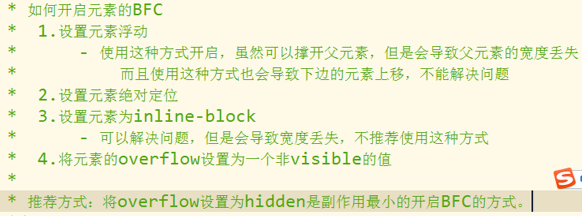 * 如何开启元素的BFC
* 1.设置元素浮动
* - 使用这种方式开启，虽然可以撑开父元素，但是会导致父元素的宽度丢失
* 而且使用这种方式也会导致下边的元素上移，不能解决问题
* 2.设置元素绝对定位
* 3.设置元素为inline-block
* - 可以解决问题，但是会导致宽度丢失，不推荐使用这种方式
* 4.将元素的overflow设置为一个非visible的值
*
* 推荐方式：将overflow设置为hidden是副作用最小的开启BFC的方式。